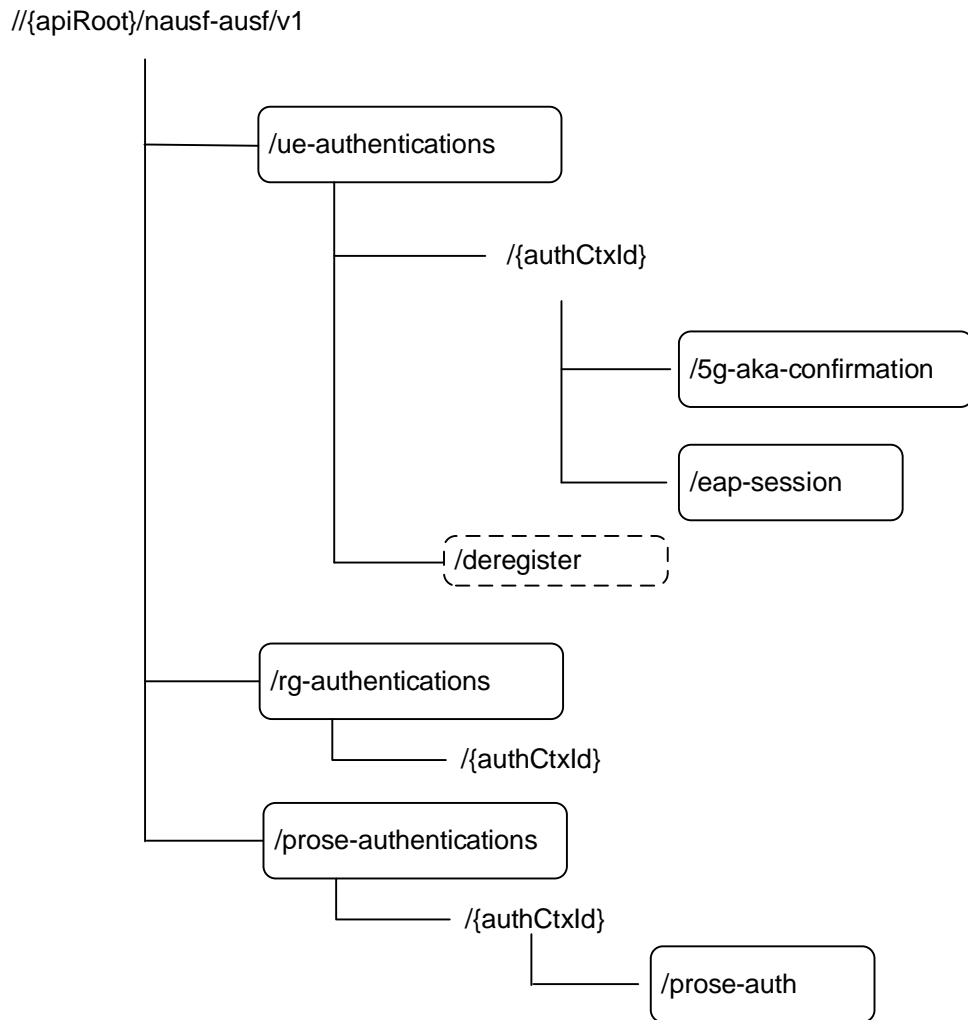 //{apiRoot}/nausf-ausf/v1
/ue-authentications
/{authCtxId}
/5g-aka-confirmation
/eap-session
/deregister
/rg-authentications
/{authCtxId}
/prose-authentications
/{authCtxId}
/prose-auth